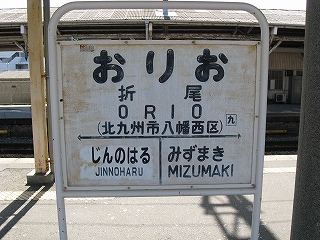 おりお
折尾
ORIO
(北九州市八幡西区) 九
じんのはる みずまき
JINNOHARU MIZUMAKI